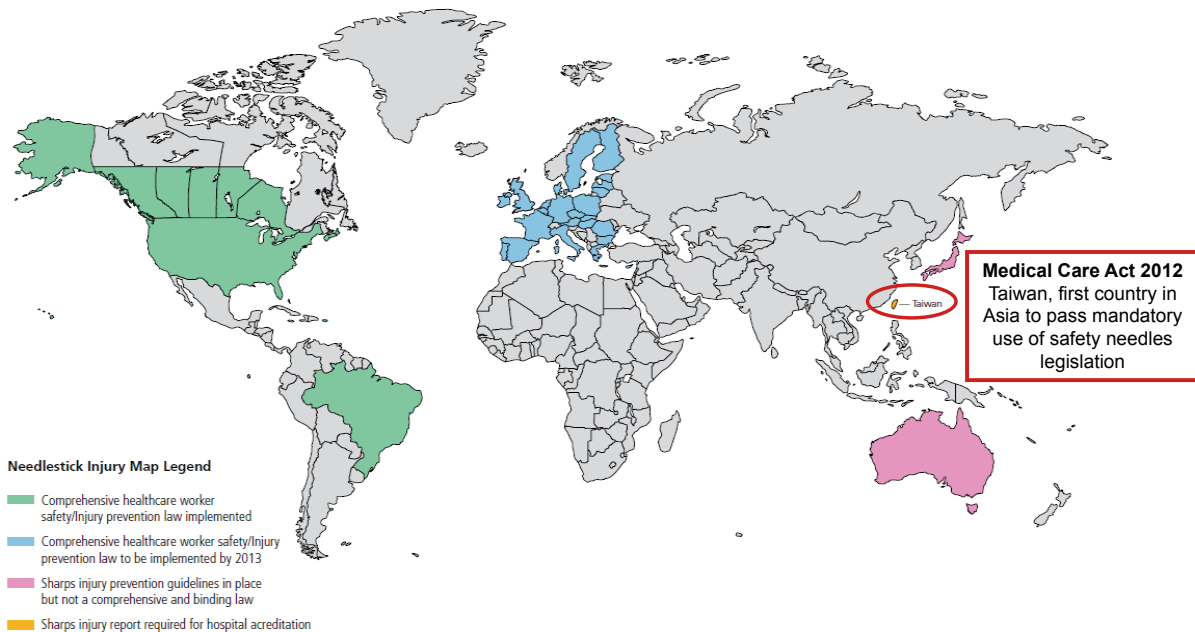 Medical Care Act 2012
Taiwan, first country in
Asia to pass mandatory
use of safety needles
legislation
Taiwan
Needlestick Injury Map Legend
Comprehensive healthcare worker
safety/Injury prevention law implemented
Comprehensive healthcare worker safety/Injury
prevention law to be implemented by 2013
Sharps injury prevention guidelines in place
but not a comprehensive and binding law
Sharps injury report required for hospital acreditation